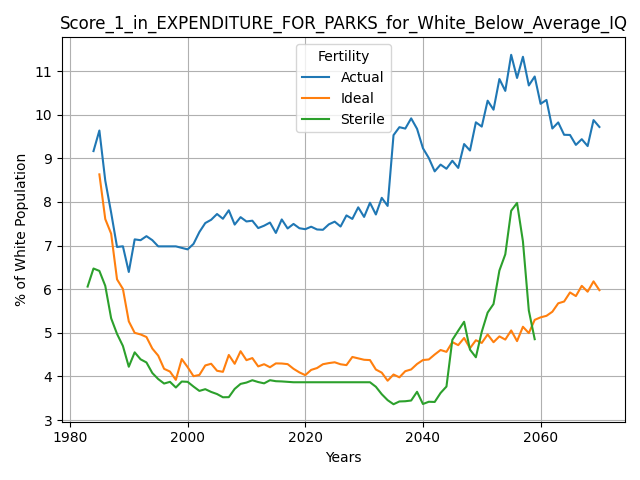 Score_1_in_EXPENDITURE_FOR_PARKS_for_White_Below_Average_IQ
Fertility
Actual
Ideal
Sterile
% of White Population
11
10
9
8
7
6
5
4
3
1980
2000
2020
2040
2060
Years